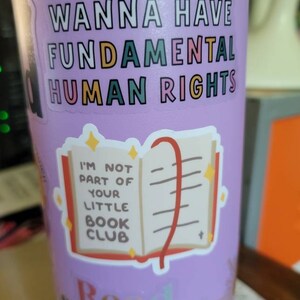 WANNA HAVE
FUNDAMENTAL
HUMAN RIGHTS
I'M NOT
PART OF
YOUR
LITTLE
BOOK
CLUB